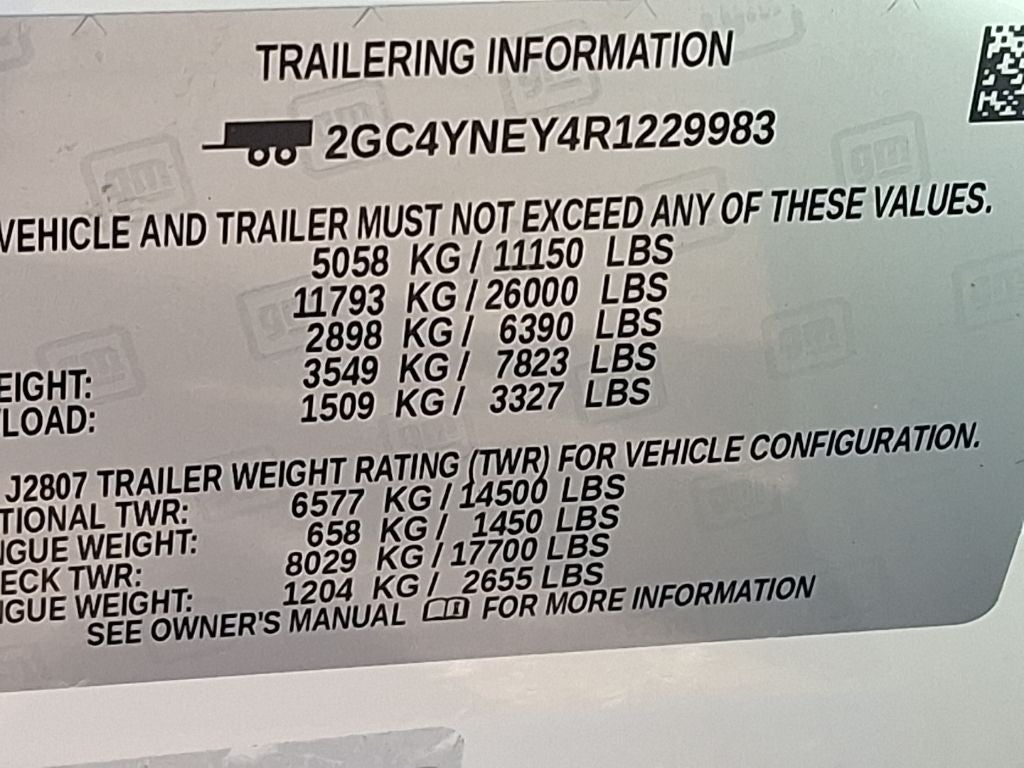 TRAILERING INFORMATION
2GC4YNEY4R1229983
VEHICLE AND TRAILER MUST NOT EXCEED ANY OF THESE VALUES.
5058 KG / 11150 LBS
11793 KG / 26000 LBS
2898 KG / 6390 LBS
EIGHT: 3549 KG / 7823 LBS
LOAD: 1509 KG / 3327 LBS
J2807 TRAILER WEIGHT RATING (TWR) FOR VEHICLE CONFIGURATION.
TIONAL TWR: 6577 KG / 14500 LBS
NGUE WEIGHT: 658 KG / 1450 LBS
ECK TWR: 8029 KG / 17700 LBS
NGUE WEIGHT: 1204 KG / 2655 LBS
SEE OWNER'S MANUAL FOR MORE INFORMATION